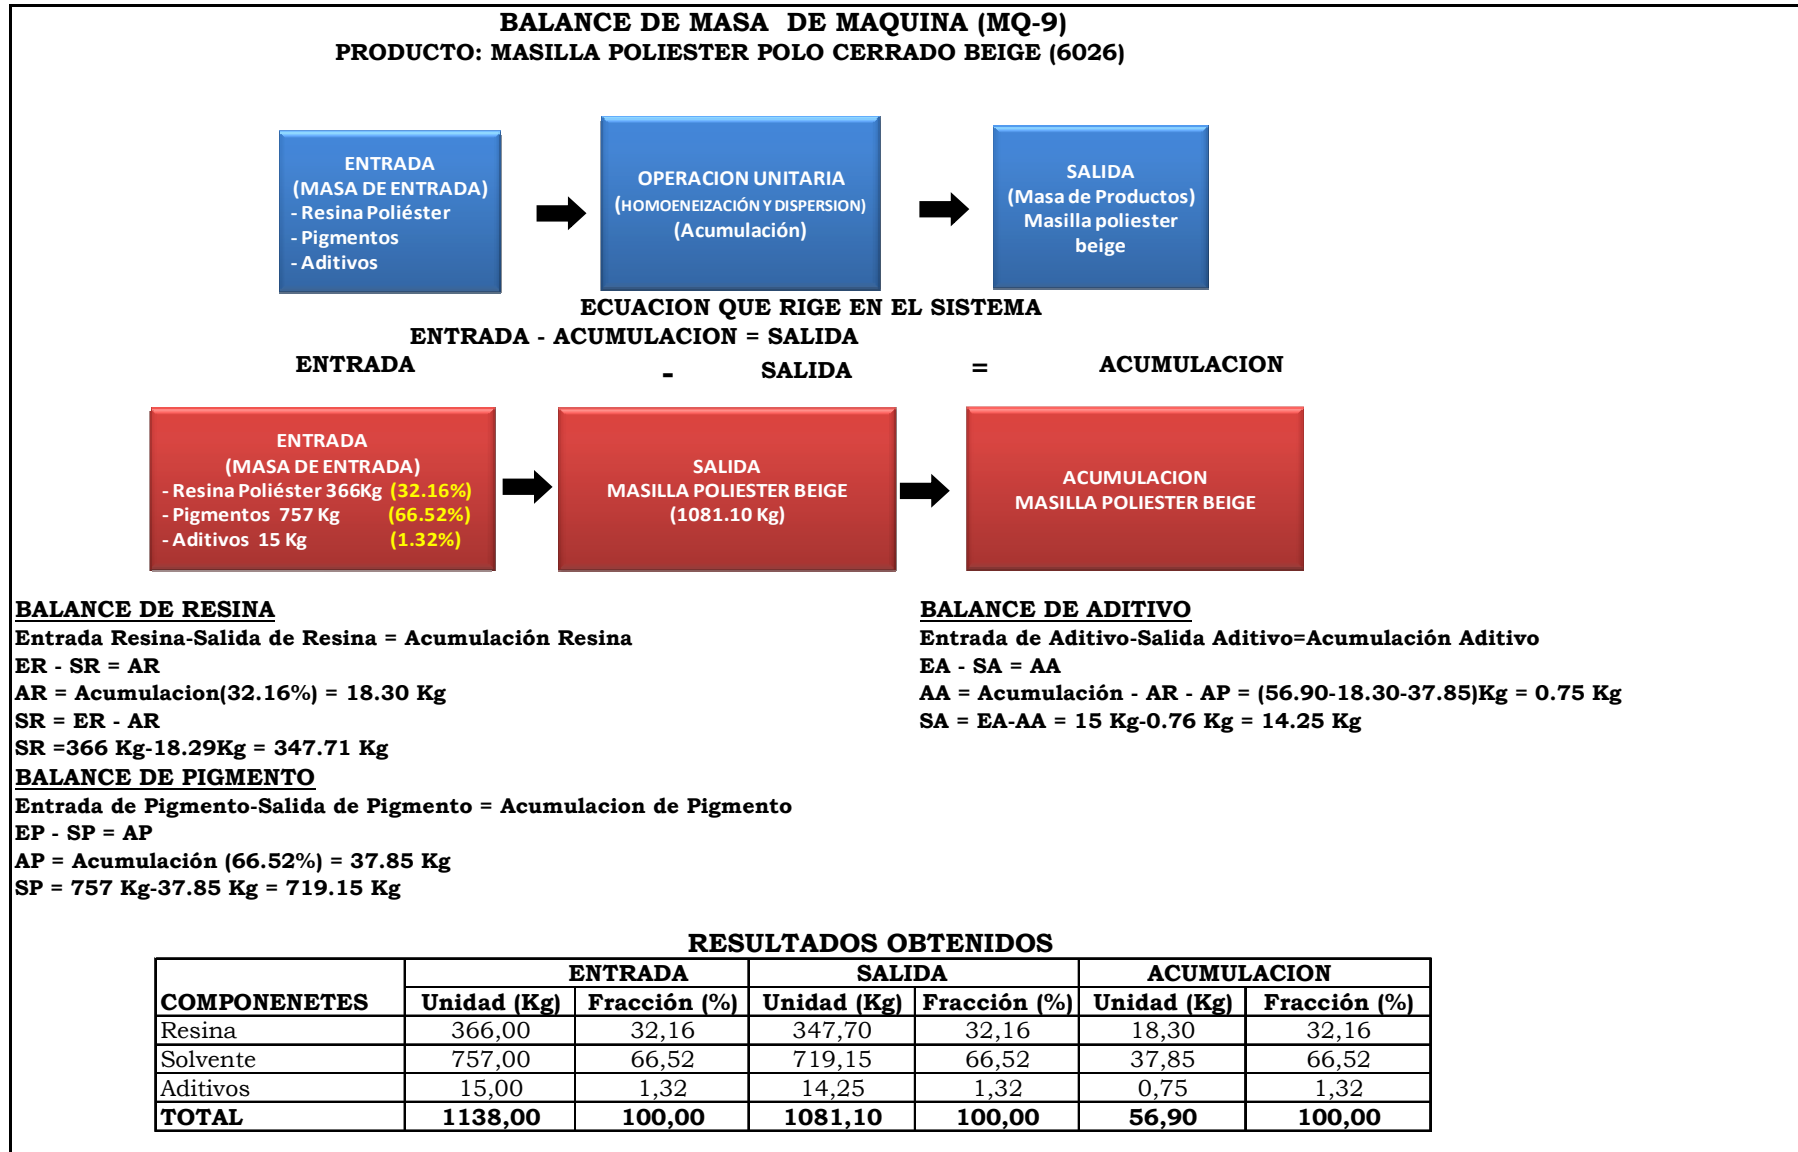 BALANCE DE MASA DE MAQUINA (MQ-9)
PRODUCTO: MASILLA POLIESTER POLO CERRADO BEIGE (6026)
ENTRADA
(MASA DE ENTRADA)
- Resina Poliéster
- Pigmentos
- Aditivos
OPERACION UNITARIA
(HOMOENEIZACIÓN Y DISPERSION)
(Acumulación)
SALIDA
(Masa de Productos)
Masilla poliester
beige
ECUACION QUE RIGE EN EL SISTEMA
ENTRADA - ACUMULACION = SALIDA
ENTRADA - SALIDA = ACUMULACION
ENTRADA
(MASA DE ENTRADA)
- Resina Poliéster 366Kg (32.16%)
- Pigmentos 757 Kg (66.52%)
- Aditivos 15 Kg (1.32%)
SALIDA
MASILLA POLIESTER BEIGE
(1081.10 Kg)
ACUMULACION
MASILLA POLIESTER BEIGE
BALANCE DE RESINA
Entrada Resina-Salida de Resina = Acumulación Resina
ER - SR = AR
AR = Acumulacion(32.16%) = 18.30 Kg
SR = ER - AR
SR =366 Kg-18.29Kg = 347.71 Kg
BALANCE DE PIGMENTO
Entrada de Pigmento-Salida de Pigmento = Acumulacion de Pigmento
EP - SP = AP
AP = Acumulación (66.52%) = 37.85 Kg
SP = 757 Kg-37.85 Kg = 719.15 Kg
BALANCE DE ADITIVO
Entrada de Aditivo-Salida Aditivo=Acumulación Aditivo
EA - SA = AA
AA = Acumulación - AR - AP = (56.90-18.30-37.85)Kg = 0.75 Kg
SA = EA-AA = 15 Kg-0.76 Kg = 14.25 Kg
RESULTADOS OBTENIDOS
ENTRADA SALIDA ACUMULACION
COMPONENETES Unidad (Kg) Fracción (%) Unidad (Kg) Fracción (%) Unidad (Kg) Fracción (%)
Resina 366,00 32,16 347,70 32,16 18,30 32,16
Solvente 757,00 66,52 719,15 66,52 37,85 66,52
Aditivos 15,00 1,32 14,25 1,32 0,75 1,32
TOTAL 1138,00 100,00 1081,10 100,00 56,90 100,00